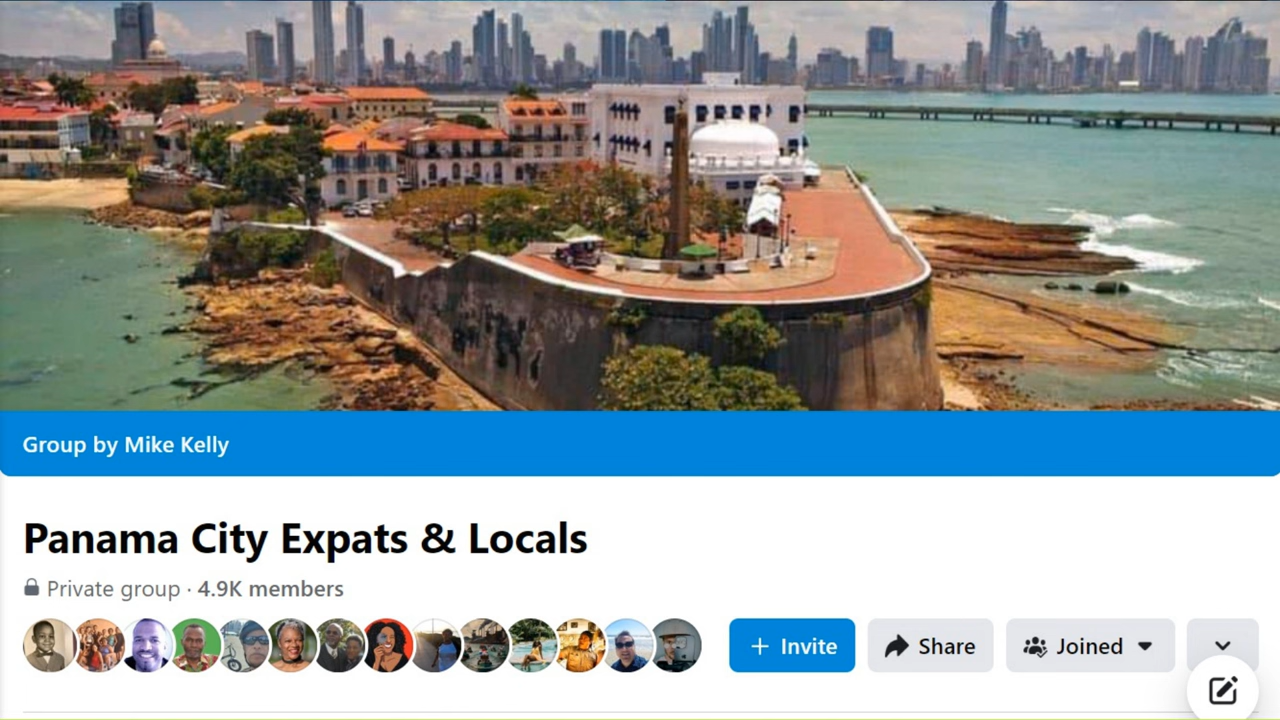 Group by Mike Kelly
Panama City Expats & Locals
Private group · 4.9K members
+ Invite
Share
Joined